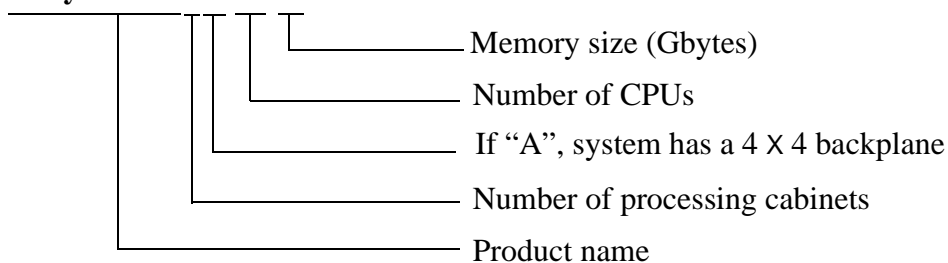 Memory size (Gbytes)
Number of CPUs
If “A”, system has a 4 X 4 backplane
Number of processing cabinets
Product name